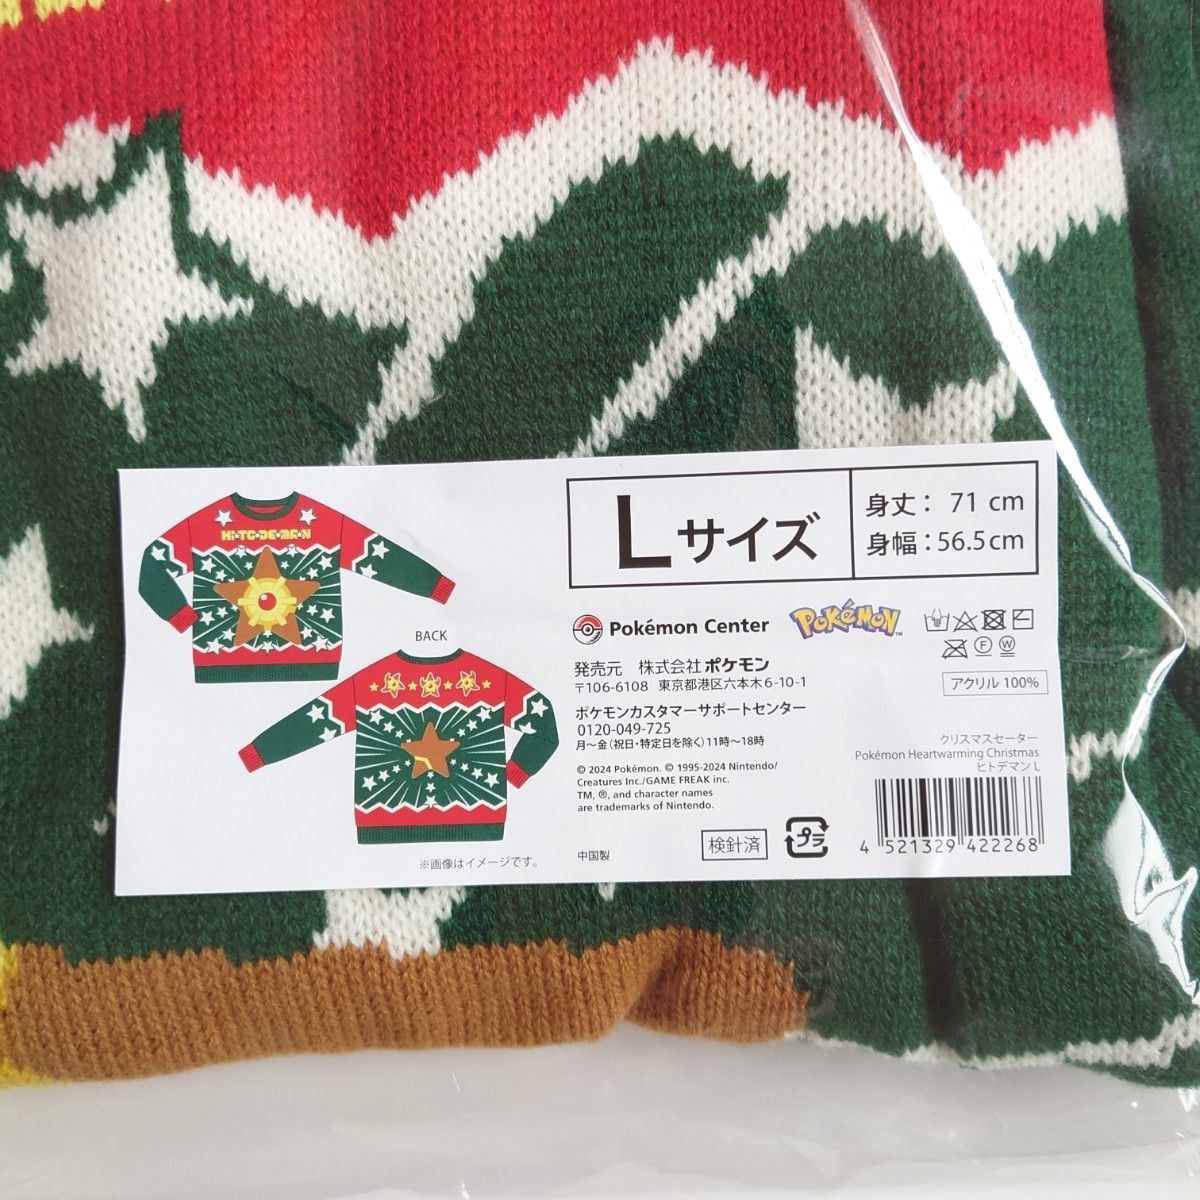 HI★TO★DE★MA★N
BACK
※画像はイメージです。
Lサイズ
身丈： 71 cm
身幅：56.5cm
Pokémon Center
POKéMON™
発売元 株式会社ポケモン
〒106-6108 東京都港区六本木6-10-1
ポケモンカスタマーサポートセンター
0120-049-725
月〜金（祝日・特定日を除く）11時〜18時
© 2024 Pokémon. © 1995-2024 Nintendo/
Creatures Inc./GAME FREAK inc.
TM, ®, and character names
are trademarks of Nintendo.
中国製
検針済
プラ
F
W
アクリル 100%
クリスマスセーター
Pokémon Heartwarming Christmas
ヒトデマン L
4 521329 422268